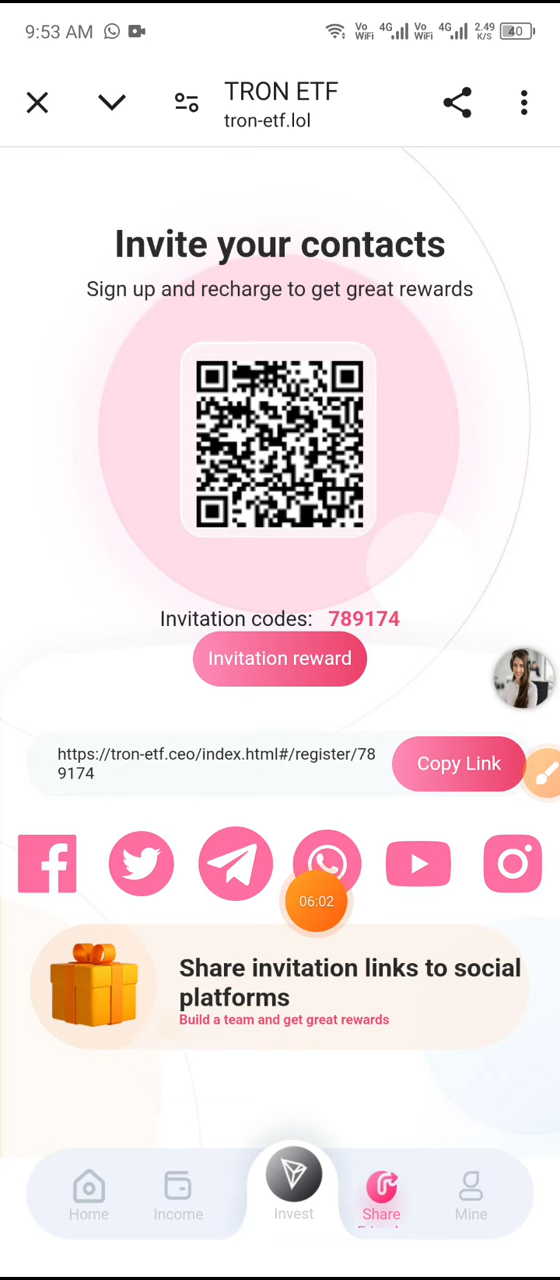 9:53 AM
Vo WiFi 4G Vo WiFi 4G 2.49 K/S 40
TRON ETF
tron-etf.lol
Invite your contacts
Sign up and recharge to get great rewards
Invitation codes: 789174
Invitation reward
https://tron-etf.ceo/index.html#/register/78
9174
Copy Link
06:02
Share invitation links to social
platforms
Build a team and get great rewards
Home
Income
Invest
Share
Mine